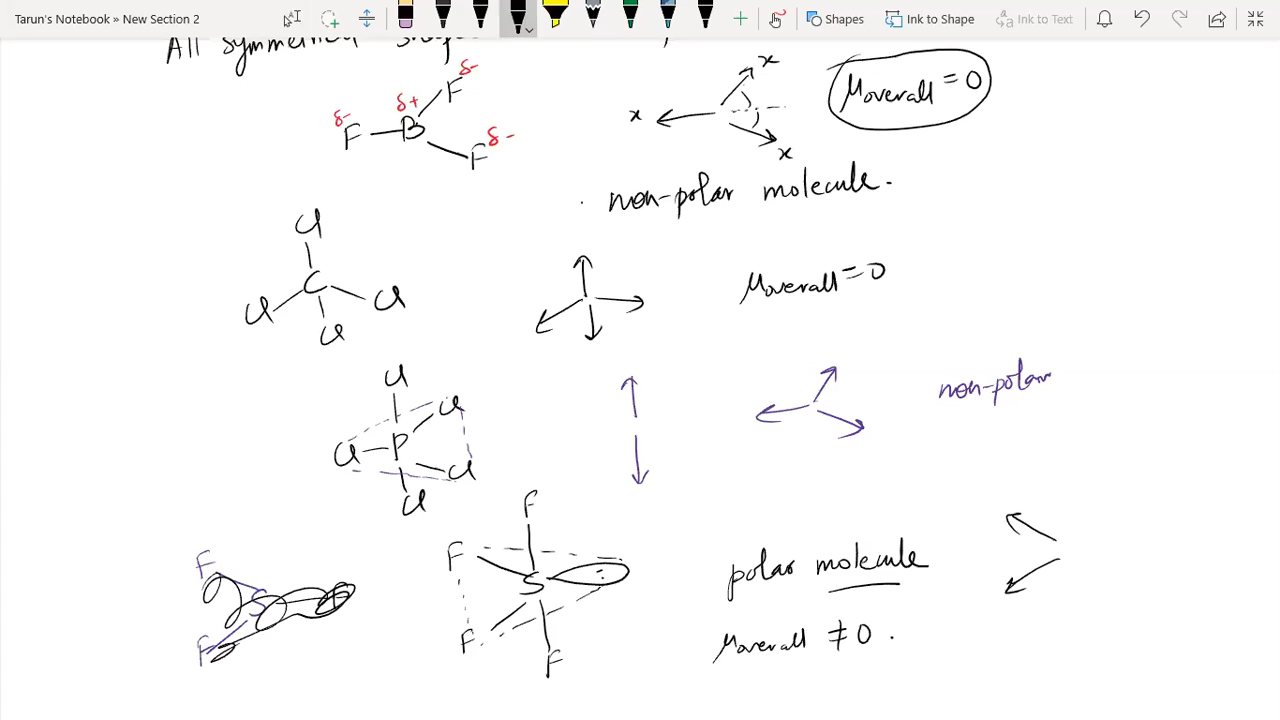 Tarun's Notebook » New Section 2
Shapes
Ink to Shape
Ink to Text
All symmetrical
δ-
F
δ+
B
δ-
F
F
δ-
x
x
x
μoverall = 0
non-polar molecule.
Cl
C
Cl
Cl
Cl
μoverall = 0
Cl
Cl
Cl
P
Cl
Cl
non-polar
F
S
F
F
F
S
F
F
polar molecule
μoverall ≠ 0.